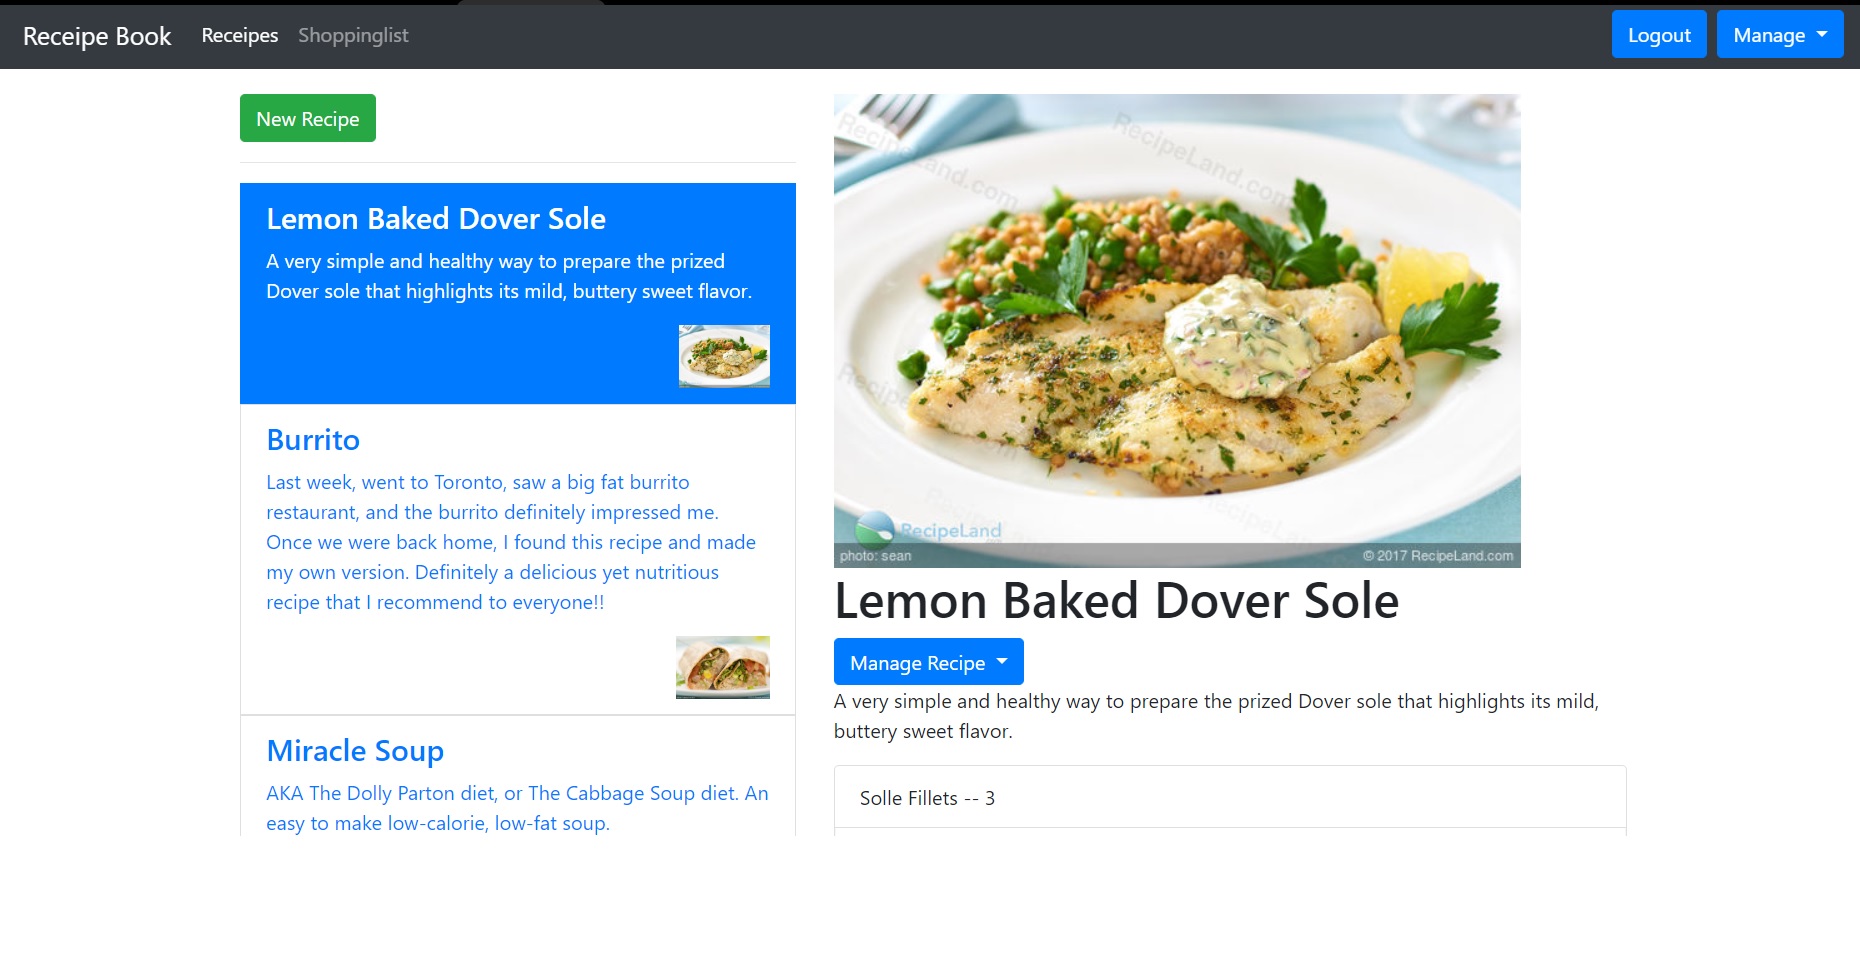 Receipe Book
Receipes
Shoppinglist
Logout
Manage
New Recipe
Lemon Baked Dover Sole
A very simple and healthy way to prepare the prized
Dover sole that highlights its mild, buttery sweet flavor.
Burrito
Last week, went to Toronto, saw a big fat burrito
restaurant, and the burrito definitely impressed me.
Once we were back home, I found this recipe and made
my own version. Definitely a delicious yet nutritious
recipe that I recommend to everyone!!
Miracle Soup
AKA The Dolly Parton diet, or The Cabbage Soup diet. An
easy to make low-calorie, low-fat soup.
RecipeLand.com
RecipeLand.com
RecipeLand
photo: sean
© 2017 RecipeLand.com
Lemon Baked Dover Sole
Manage Recipe
A very simple and healthy way to prepare the prized Dover sole that highlights its mild,
buttery sweet flavor.
Solle Fillets -- 3